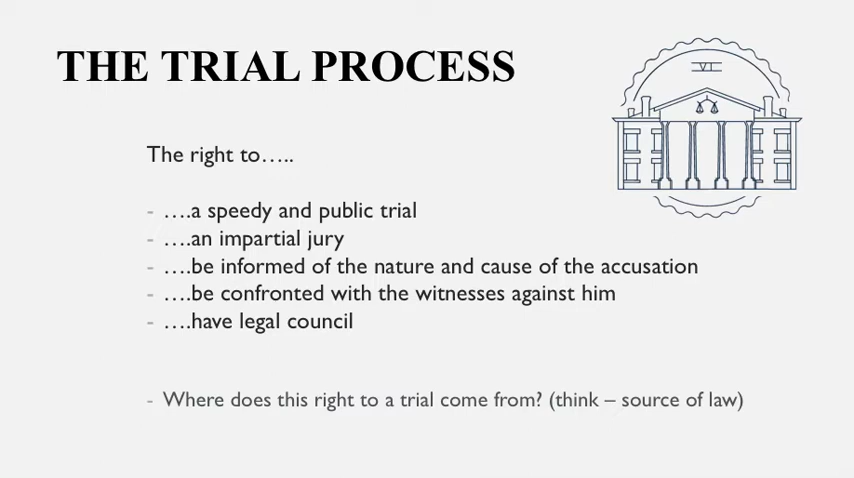 THE TRIAL PROCESS
VI
The right to…..
- ….a speedy and public trial
- ….an impartial jury
- ….be informed of the nature and cause of the accusation
- ….be confronted with the witnesses against him
- ….have legal council
- Where does this right to a trial come from? (think – source of law)